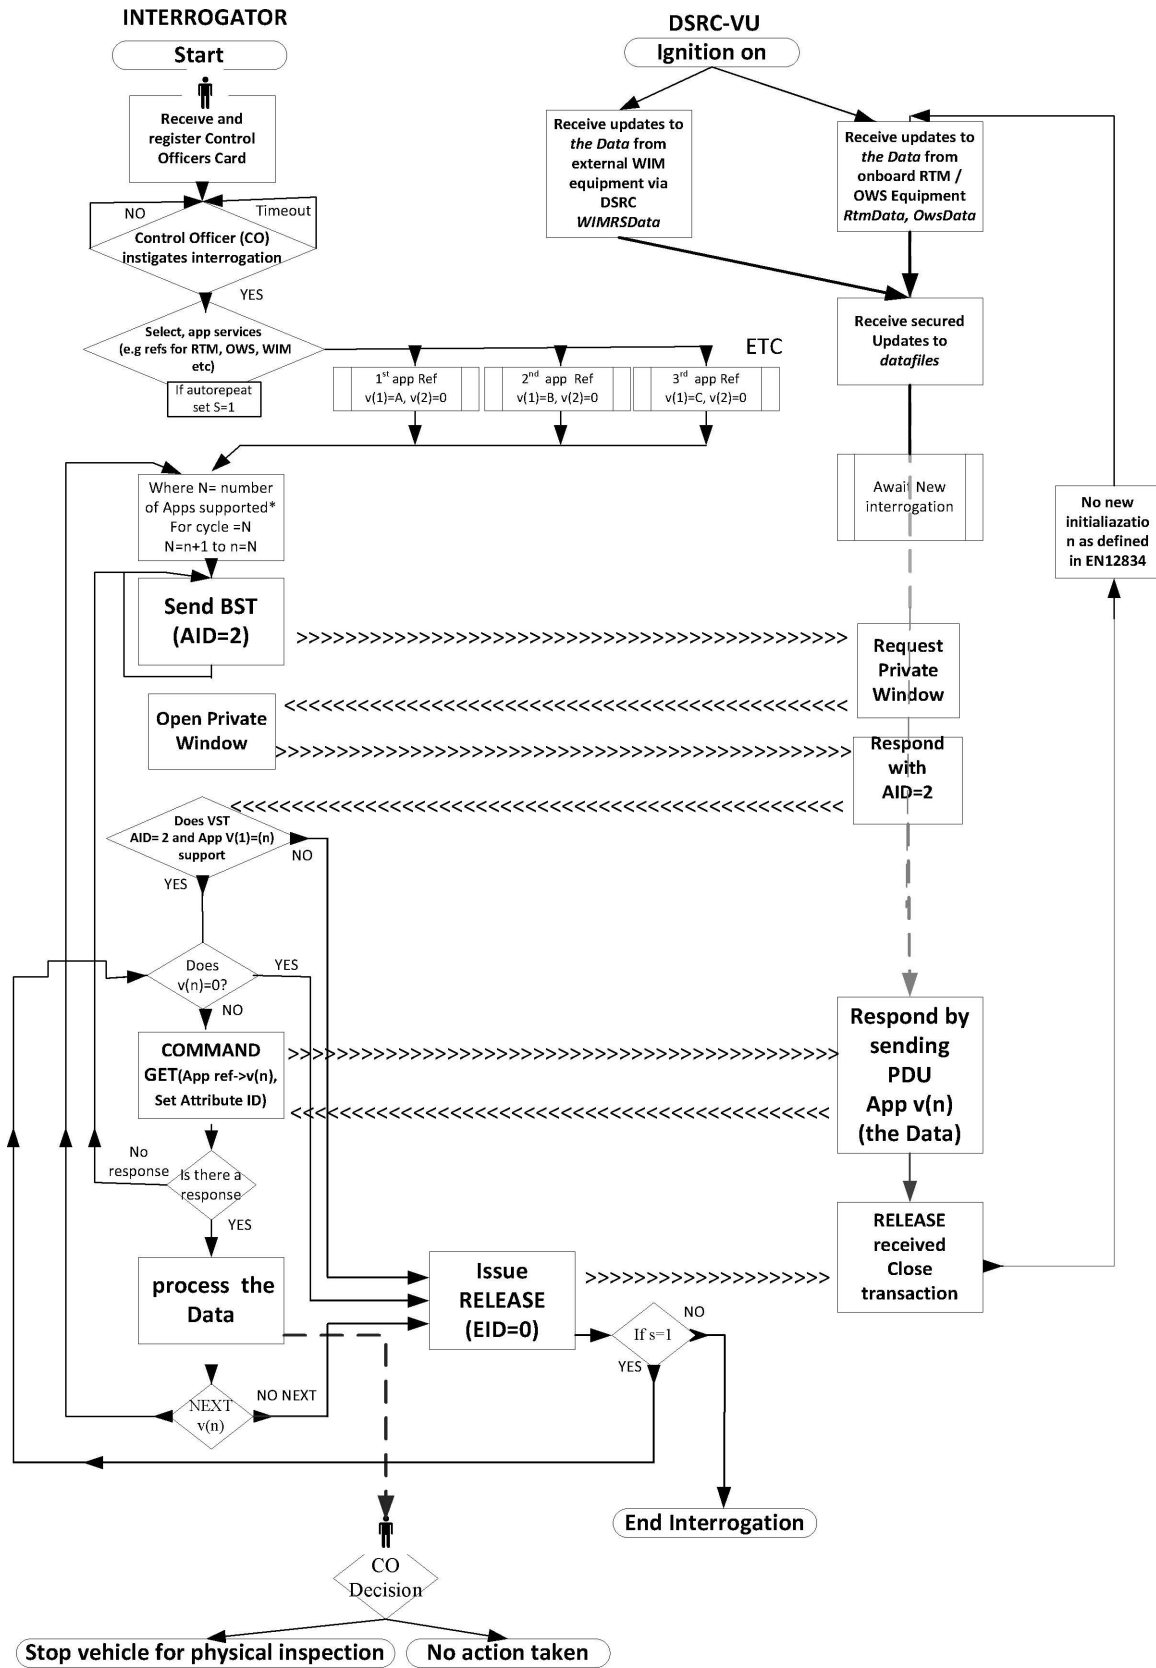 INTERROGATOR
Start
Receive and
register Control
Officers Card
NO
Timeout
Control Officer (CO)
instigates interrogation
YES
Select, app services
(e.g refs for RTM, OWS, WIM
etc)
If autorepeat
set S=1
ETC
1st app Ref
v(1)=A, v(2)=0
2nd app Ref
v(1)=B, v(2)=0
3rd app Ref
v(1)=C, v(2)=0
Where N= number
of Apps supported*
For cycle =N
N=n+1 to n=N
Send BST
(AID=2)
>>>>>>>>>>>>>>>>>>>>>>>>>>>>>>>>>>>>>>>>>>>>>
<<<<<<<<<<<<<<<<<<<<<<<<<<<<<<<<<<<<<<<<<<<<<<
Open Private
Window
>>>>>>>>>>>>>>>>>>>>>>>>>>>>>>>>>>>>>>>>>>>>>>>
<<<<<<<<<<<<<<<<<<<<<<<<<<<<<<<<<<<<<<<<<<<<<<<<<<
Does VST
AID= 2 and App V(1)=(n)
support
NO
YES
Does
v(n)=0?
YES
NO
COMMAND
GET(App ref->v(n),
Set Attribute ID)
>>>>>>>>>>>>>>>>>>>>>>>>>>>>>>>>>>>>>>>>>>>>>
<<<<<<<<<<<<<<<<<<<<<<<<<<<<<<<<<<<<<<<<<<<<
No
response
Is there a
response
YES
process the
Data
NEXT
v(n)
NO NEXT
Issue
RELEASE
(EID=0)
>>>>>>>>>>>>>>>>>>>>
If s=1
NO
YES
End Interrogation
CO
Decision
Stop vehicle for physical inspection
No action taken
DSRC-VU
Ignition on
Receive updates to
the Data from
external WIM
equipment via
DSRC
WIMRSData
Receive updates to
the Data from
onboard RTM /
OWS Equipment
RtmData, OwsData
Receive secured
Updates to
datafiles
Await New
interrogation
Request
Private
Window
Respond
with
AID=2
Respond by
sending
PDU
App v(n)
(the Data)
RELEASE
received
Close
transaction
No new
initialiazatio
n as defined
in EN12834